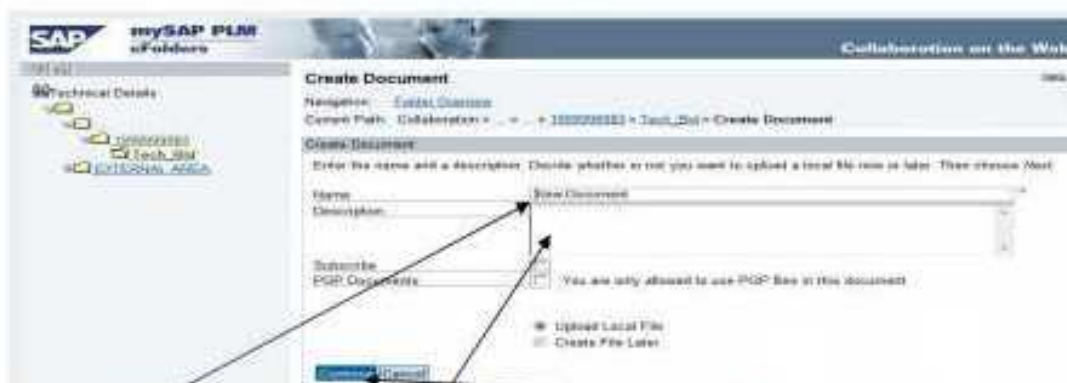 SAP mySAP PLM
cFolders
Collaboration on the Web
Technical Details
Tech_Bid
EXTERNAL AREA
Create Document
Navigation Folder Overview
Current Path Collaboration Tech_Bid Create Document
Create Document
Enter the name and a description. Decide whether or not you want to upload a local file now or later. Then choose Next
Name New Document
Description
Subscribe
PGP Documents You are only allowed to use PGP files in this document
Upload Local File
Create File Later
Continue Cancel